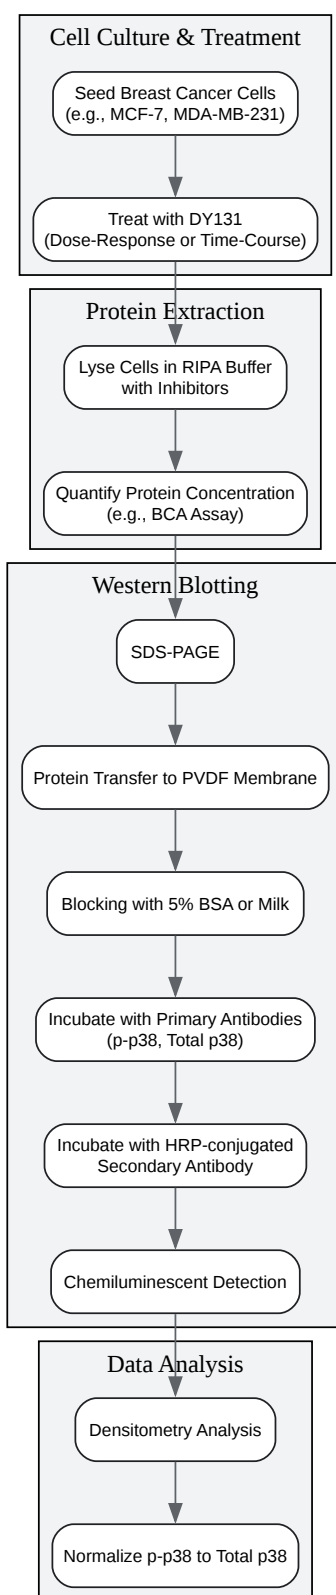 Cell Culture & Treatment
Seed Breast Cancer Cells
(e.g., MCF-7, MDA-MB-231)
Treat with DY131
(Dose-Response or Time-Course)
Protein Extraction
Lyse Cells in RIPA Buffer
with Inhibitors
Quantify Protein Concentration
(e.g., BCA Assay)
Western Blotting
SDS-PAGE
Protein Transfer to PVDF Membrane
Blocking with 5% BSA or Milk
Incubate with Primary Antibodies
(p-p38, Total p38)
Incubate with HRP-conjugated
Secondary Antibody
Chemiluminescent Detection
Data Analysis
Densitometry Analysis
Normalize p-p38 to Total p38